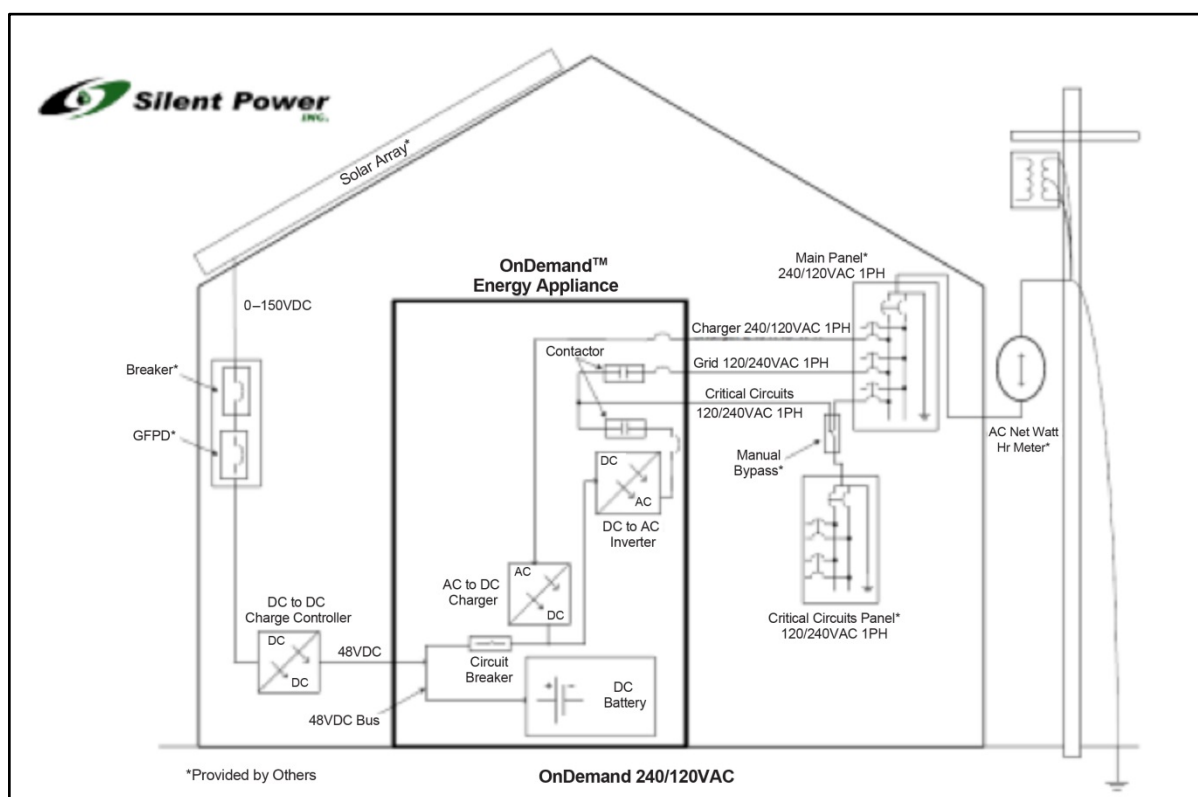 Silent Power
INC.
Solar Array*
OnDemand™
Energy Appliance
Main Panel*
240/120VAC 1PH
0–150VDC
Charger 240/120VAC 1PH
Breaker*
Contactor
Grid 120/240VAC 1PH
Critical Circuits
120/240VAC 1PH
GFPD*
AC Net Watt
Hr Meter*
Manual
Bypass*
DC
AC
DC to AC
Inverter
AC to DC
Charger
AC
DC
DC to DC
Charge Controller
Critical Circuits Panel*
120/240VAC 1PH
DC
DC
48VDC
Circuit
Breaker
DC
Battery
48VDC Bus
*Provided by Others
OnDemand 240/120VAC